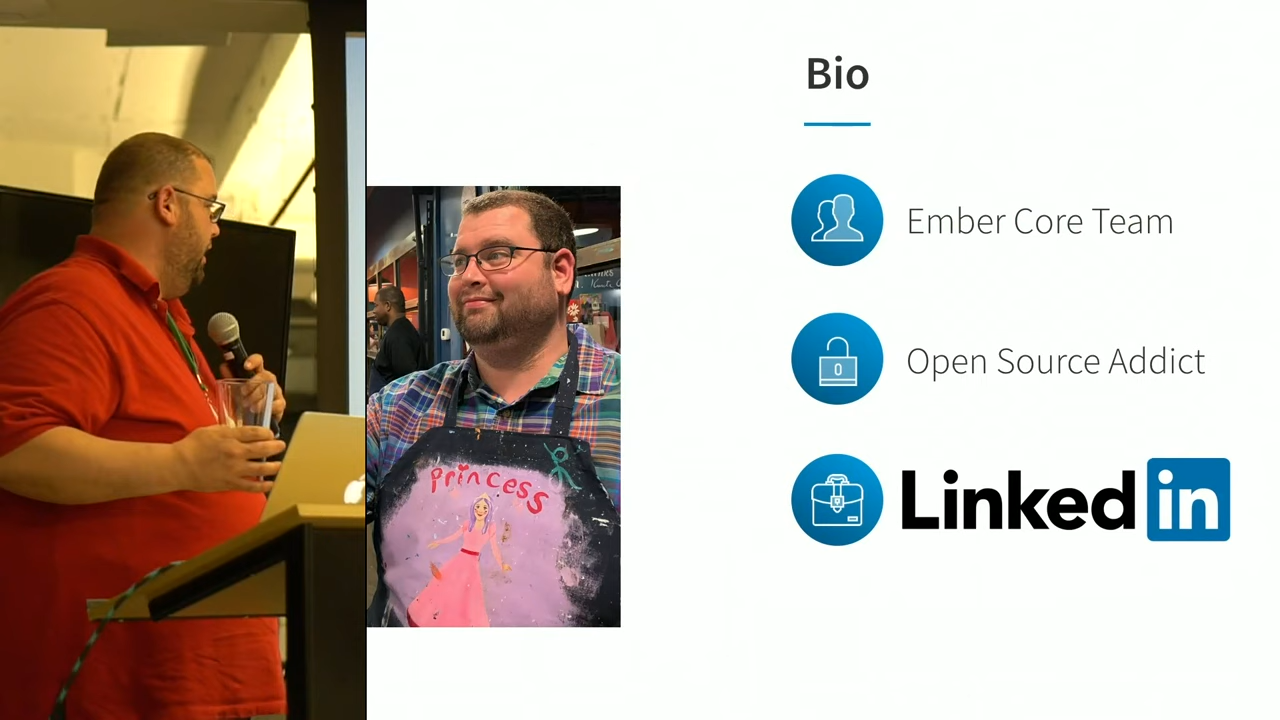 Bio
Ember Core Team
Open Source Addict
Linkedin
Princess